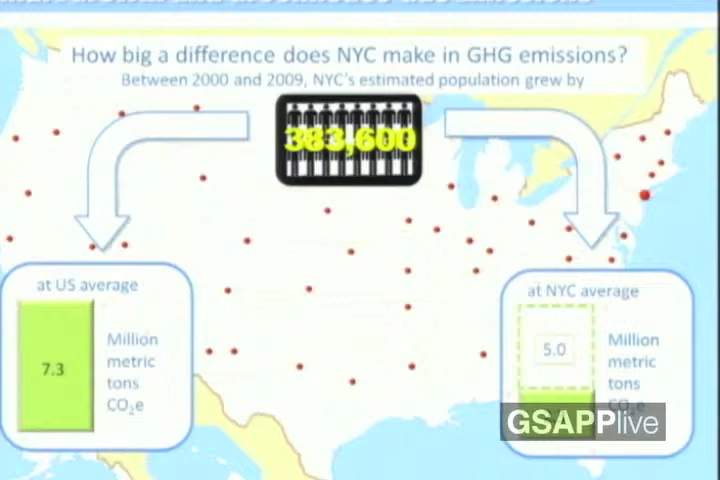 How big a difference does NYC make in GHG emissions?
Between 2000 and 2009, NYC's estimated population grew by
383,600
at US average
7.3
Million
metric
tons
CO₂e
at NYC average
5.0
Million
metric
tons
CO₂e
GSAPPlive